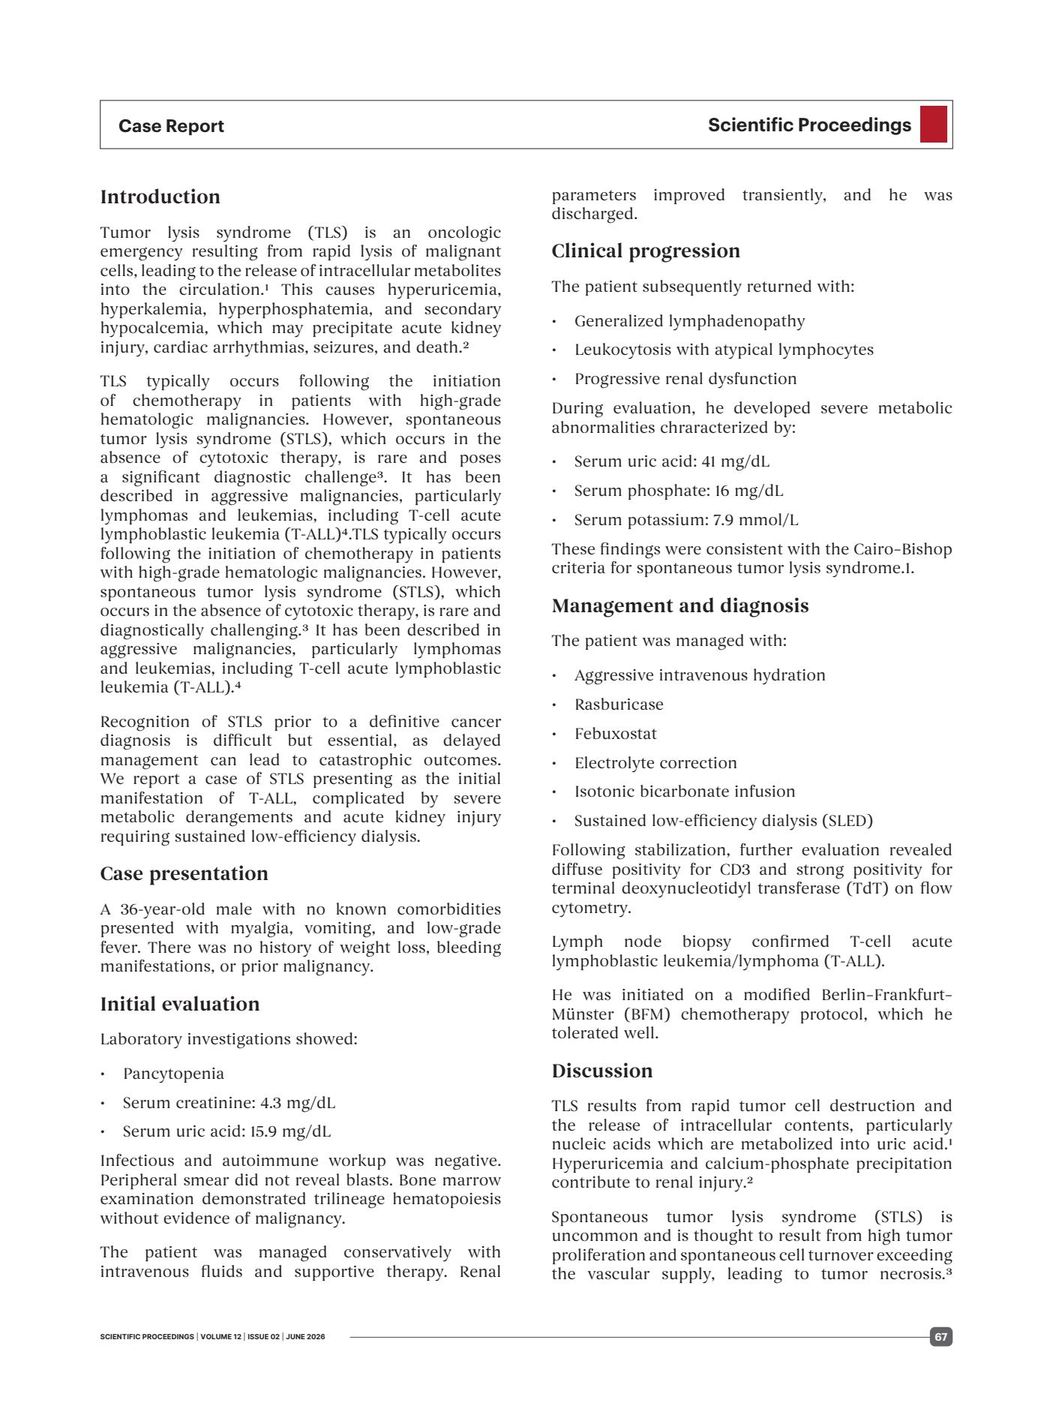 Case Report
Scientific Proceedings
Introduction
Tumor lysis syndrome (TLS) is an oncologic
emergency resulting from rapid lysis of malignant
cells, leading to the release of intracellular metabolites
into the circulation.¹ This causes hyperuricemia,
hyperkalemia, hyperphosphatemia, and secondary
hypocalcemia, which may precipitate acute kidney
injury, cardiac arrhythmias, seizures, and death.²
TLS typically occurs following the initiation
of chemotherapy in patients with high-grade
hematologic malignancies. However, spontaneous
tumor lysis syndrome (STLS), which occurs in the
absence of cytotoxic therapy, is rare and poses
a significant diagnostic challenge³. It has been
described in aggressive malignancies, particularly
lymphomas and leukemias, including T-cell acute
lymphoblastic leukemia (T-ALL)⁴.TLS typically occurs
following the initiation of chemotherapy in patients
with high-grade hematologic malignancies. However,
spontaneous tumor lysis syndrome (STLS), which
occurs in the absence of cytotoxic therapy, is rare and
diagnostically challenging.³ It has been described in
aggressive malignancies, particularly lymphomas
and leukemias, including T-cell acute lymphoblastic
leukemia (T-ALL).⁴
Recognition of STLS prior to a definitive cancer
diagnosis is difficult but essential, as delayed
management can lead to catastrophic outcomes.
We report a case of STLS presenting as the initial
manifestation of T-ALL, complicated by severe
metabolic derangements and acute kidney injury
requiring sustained low-efficiency dialysis.
Case presentation
A 36-year-old male with no known comorbidities
presented with myalgia, vomiting, and low-grade
fever. There was no history of weight loss, bleeding
manifestations, or prior malignancy.
Initial evaluation
Laboratory investigations showed:
• Pancytopenia
• Serum creatinine: 4.3 mg/dL
• Serum uric acid: 15.9 mg/dL
Infectious and autoimmune workup was negative.
Peripheral smear did not reveal blasts. Bone marrow
examination demonstrated trilineage hematopoiesis
without evidence of malignancy.
The patient was managed conservatively with
intravenous fluids and supportive therapy. Renal
parameters improved transiently, and he was
discharged.
Clinical progression
The patient subsequently returned with:
• Generalized lymphadenopathy
• Leukocytosis with atypical lymphocytes
• Progressive renal dysfunction
During evaluation, he developed severe metabolic
abnormalities chraracterized by:
• Serum uric acid: 41 mg/dL
• Serum phosphate: 16 mg/dL
• Serum potassium: 7.9 mmol/L
These findings were consistent with the Cairo–Bishop
criteria for spontaneous tumor lysis syndrome.1.
Management and diagnosis
The patient was managed with:
• Aggressive intravenous hydration
• Rasburicase
• Febuxostat
• Electrolyte correction
• Isotonic bicarbonate infusion
• Sustained low-efficiency dialysis (SLED)
Following stabilization, further evaluation revealed
diffuse positivity for CD3 and strong positivity for
terminal deoxynucleotidyl transferase (TdT) on flow
cytometry.
Lymph node biopsy confirmed T-cell acute
lymphoblastic leukemia/lymphoma (T-ALL).
He was initiated on a modified Berlin–Frankfurt–
Münster (BFM) chemotherapy protocol, which he
tolerated well.
Discussion
TLS results from rapid tumor cell destruction and
the release of intracellular contents, particularly
nucleic acids which are metabolized into uric acid.¹
Hyperuricemia and calcium-phosphate precipitation
contribute to renal injury.²
Spontaneous tumor lysis syndrome (STLS) is
uncommon and is thought to result from high tumor
proliferation and spontaneous cell turnover exceeding
the vascular supply, leading to tumor necrosis.³
SCIENTIFIC PROCEEDINGS | VOLUME 12 | ISSUE 02 | JUNE 2026
67